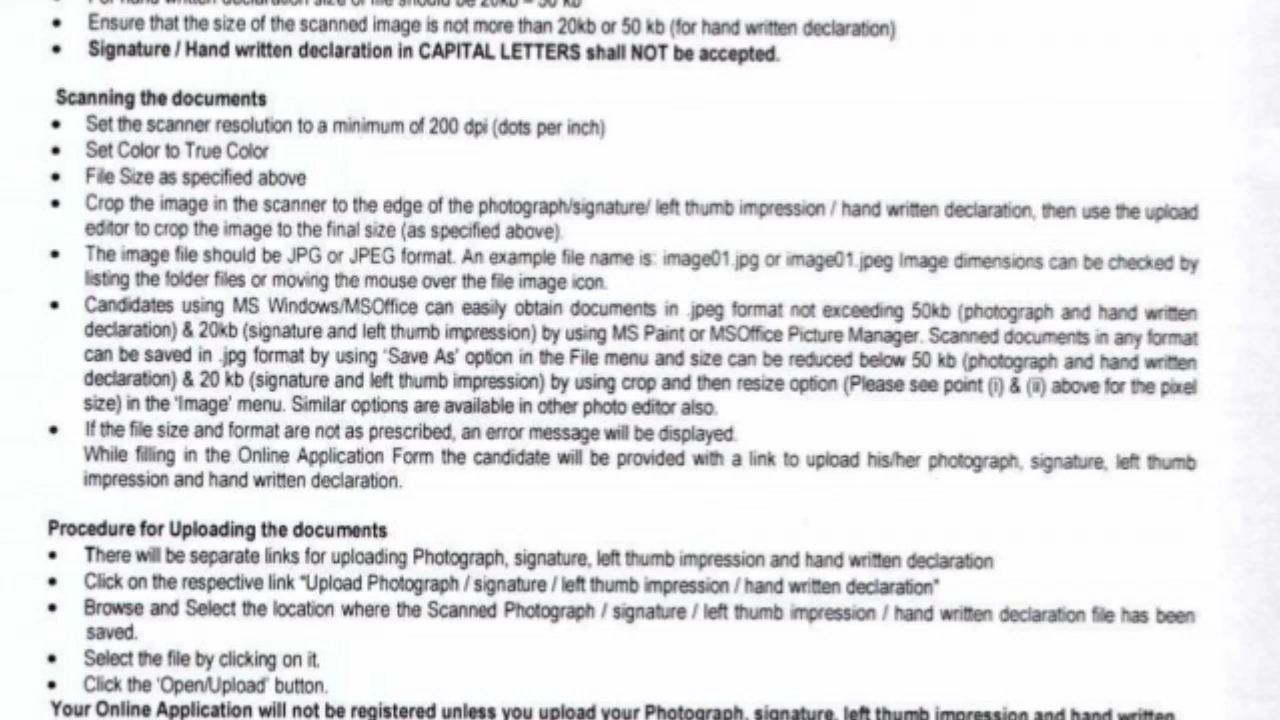 For hand written declaration size of file should be 20kb – 50 kb
• Ensure that the size of the scanned image is not more than 20kb or 50 kb (for hand written declaration)
• Signature / Hand written declaration in CAPITAL LETTERS shall NOT be accepted.
Scanning the documents
• Set the scanner resolution to a minimum of 200 dpi (dots per inch)
• Set Color to True Color
• File Size as specified above
• Crop the image in the scanner to the edge of the photograph/signature/ left thumb impression / hand written declaration, then use the upload
editor to crop the image to the final size (as specified above).
• The image file should be JPG or JPEG format. An example file name is: image01.jpg or image01.jpeg Image dimensions can be checked by
listing the folder files or moving the mouse over the file image icon.
• Candidates using MS Windows/MSOffice can easily obtain documents in .jpeg format not exceeding 50kb (photograph and hand written
declaration) & 20kb (signature and left thumb impression) by using MS Paint or MSOffice Picture Manager. Scanned documents in any format
can be saved in .jpg format by using ‘Save As’ option in the File menu and size can be reduced below 50 kb (photograph and hand written
declaration) & 20 kb (signature and left thumb impression) by using crop and then resize option (Please see point (i) & (ii) above for the pixel
size) in the ‘Image’ menu. Similar options are available in other photo editor also.
• If the file size and format are not as prescribed, an error message will be displayed.
While filling in the Online Application Form the candidate will be provided with a link to upload his/her photograph, signature, left thumb
impression and hand written declaration.
Procedure for Uploading the documents
• There will be separate links for uploading Photograph, signature, left thumb impression and hand written declaration
• Click on the respective link "Upload Photograph / signature / left thumb impression / hand written declaration"
• Browse and Select the location where the Scanned Photograph / signature / left thumb impression / hand written declaration file has been
saved.
• Select the file by clicking on it.
• Click the ‘Open/Upload’ button.
Your Online Application will not be registered unless you upload your Photograph, signature, left thumb impression and hand written